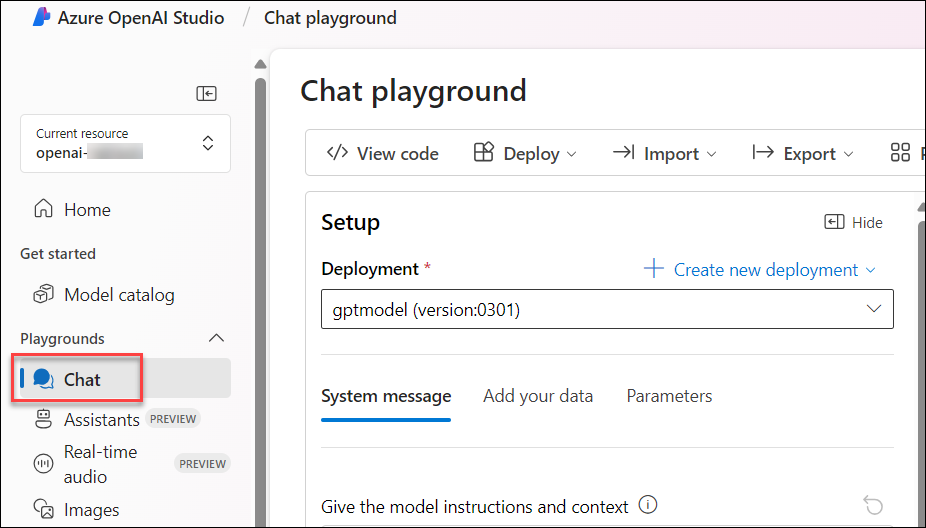 Azure OpenAI Studio / Chat playground
Current resource
openai-
Home
Get started
Model catalog
Playgrounds
Chat
Assistants PREVIEW
Real-time
audio PREVIEW
Images
Chat playground
View code Deploy Import Export
Setup
Hide
Deployment *
Create new deployment
gptmodel (version:0301)
System message Add your data Parameters
Give the model instructions and context